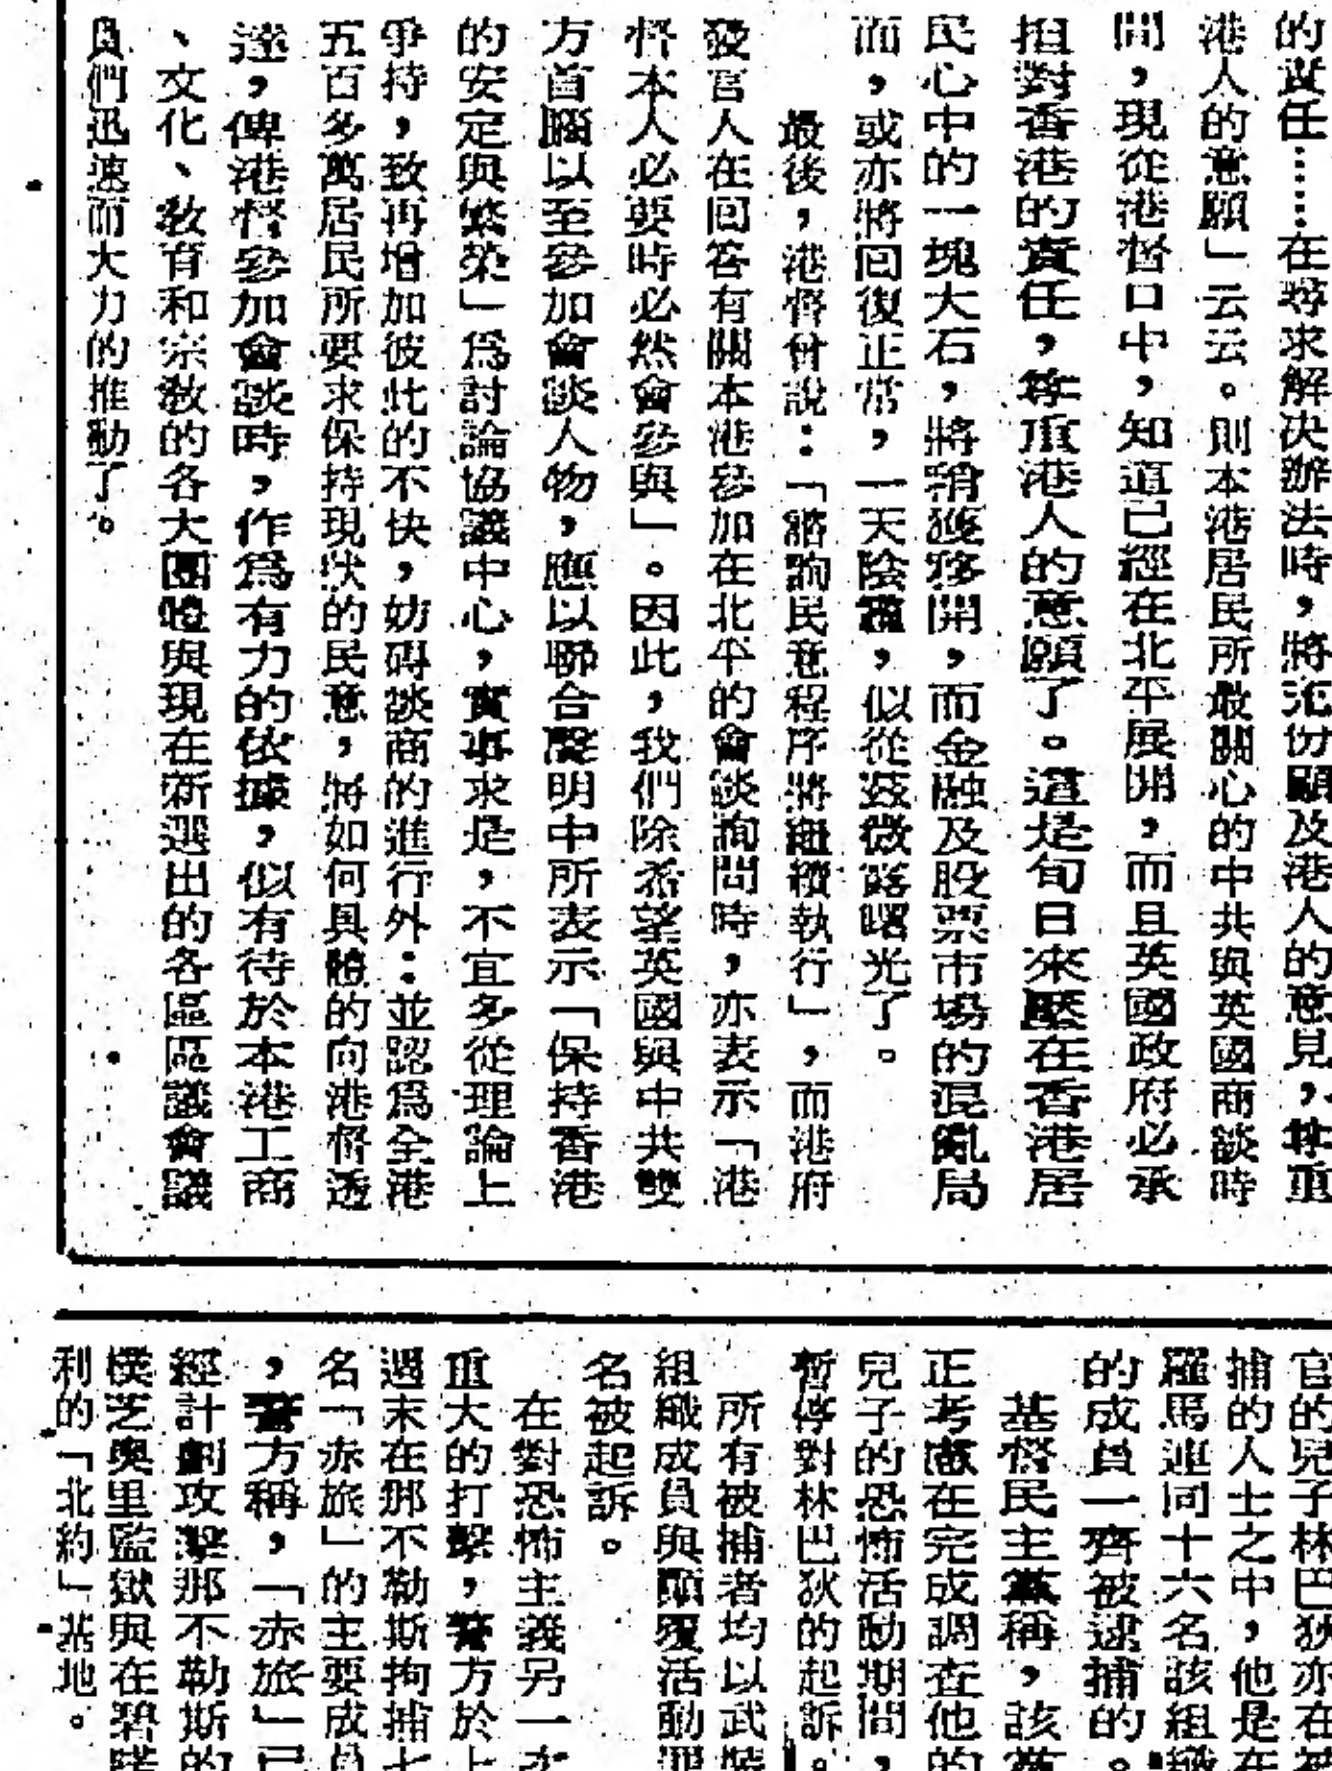 的責任……在尋求解決辦法時，將充份顧及港人的意見，尊重
港人的意願」云云。則本港居民所最關心的中共與英國商談時
間，現從港督口中，知道已經在北平展開，而且英國政府必承
担對香港的責任，尊重港人的意願了。這是旬日來壓在香港居
民心中的一塊大石，將稍獲移開，而金融及股票市場的混亂局
面，或亦將回復正常，一天陰霾，似從茲微露曙光了。
最後，港督曾說：「諮詢民意程序將繼續執行」，而港府
發言人在回答有關本港參加在北平的會談詢問時，亦表示「港
督本人必要時必然會參與」。因此，我們除希望英國與中共雙
方首腦以至參加會談人物，應以聯合聲明中所表示「保持香港
的安定與繁榮」爲討論協議中心，實事求是，不宜多從理論上
爭持，致再增加彼此的不快，妨碍談商的進行外：並認爲全港
五百多萬居民所要求保持現狀的民意，將如何具體的向港督透
達，俾港督參加會談時，作爲有力的依據，似有待於本港工商
、文化、教育和宗教的各大團體與現在新選出的各區區議會議
員們迅速而大力的推動了。
官的兒子林巴狄亦在被
捕的人士之中，他是在
羅馬連同十六名該組織
的成員一齊被逮捕的。
基督民主黨稱，該黨
正考慮在完成調查他的
兒子的恐怖活動期間，
暫停對林巴狄的起訴。
所有被捕者均以武裝
組織成員與顛覆活動罪
名被起訴。
在對恐怖主義另一次
重大的打擊，警方於上
週末在那不勒斯拘捕七
名「赤旅」的主要成員
，警方稱，「赤旅」已
經計劃攻擊那不勒斯的
樸芝奧里監獄與在碧諾
利的「北約」基地。